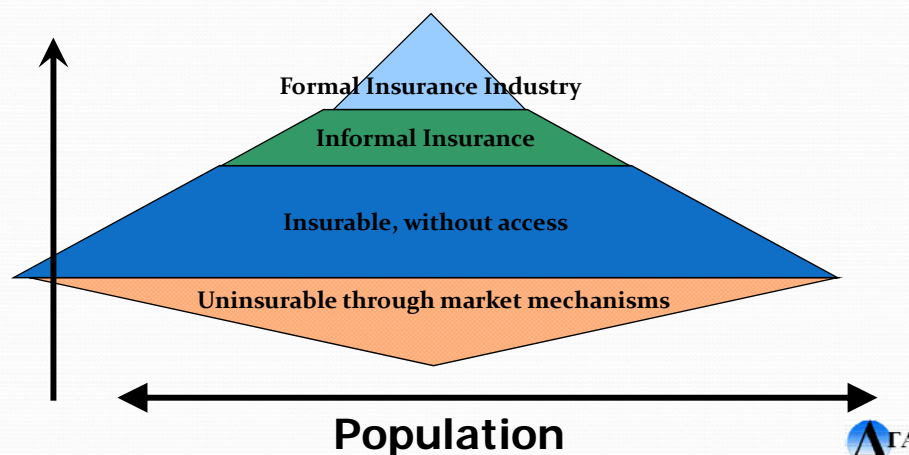 Formal Insurance Industry
Informal Insurance
Insurable, without access
Uninsurable through market mechanisms
Population